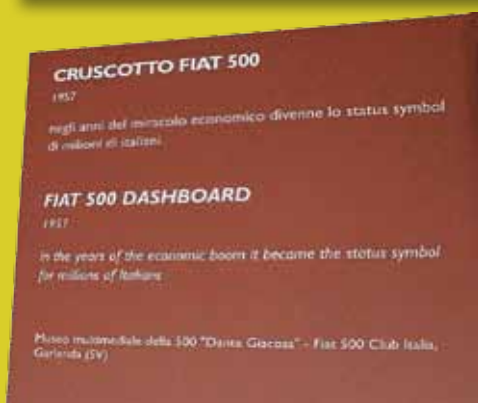 CRUSCOTTO FIAT 500
1957
negli anni del miracolo economico divenne lo status symbol
di milioni di italiani.
FIAT 500 DASHBOARD
1957
in the years of the economic boom it became the status symbol
for millions of Italians
Museo multimediale della 500 "Dante Giacosa" - Fiat 500 Club Italia,
Garlenda (SV)